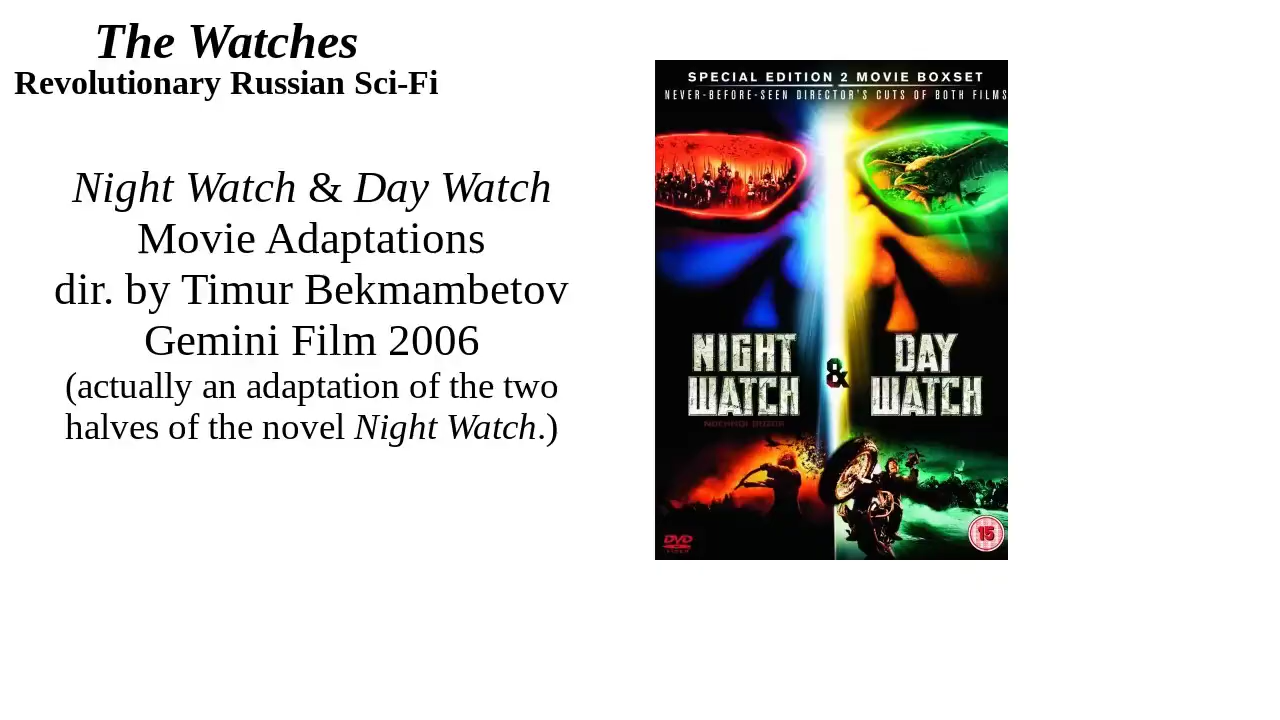 The Watches
Revolutionary Russian Sci-Fi
Night Watch & Day Watch
Movie Adaptations
dir. by Timur Bekmambetov
Gemini Film 2006
(actually an adaptation of the two
halves of the novel Night Watch.)
SPECIAL EDITION 2 MOVIE BOXSET
NEVER-BEFORE-SEEN DIRECTOR'S CUTS OF BOTH FILMS
NIGHT
WATCH
&
DAY
WATCH
DVD
15